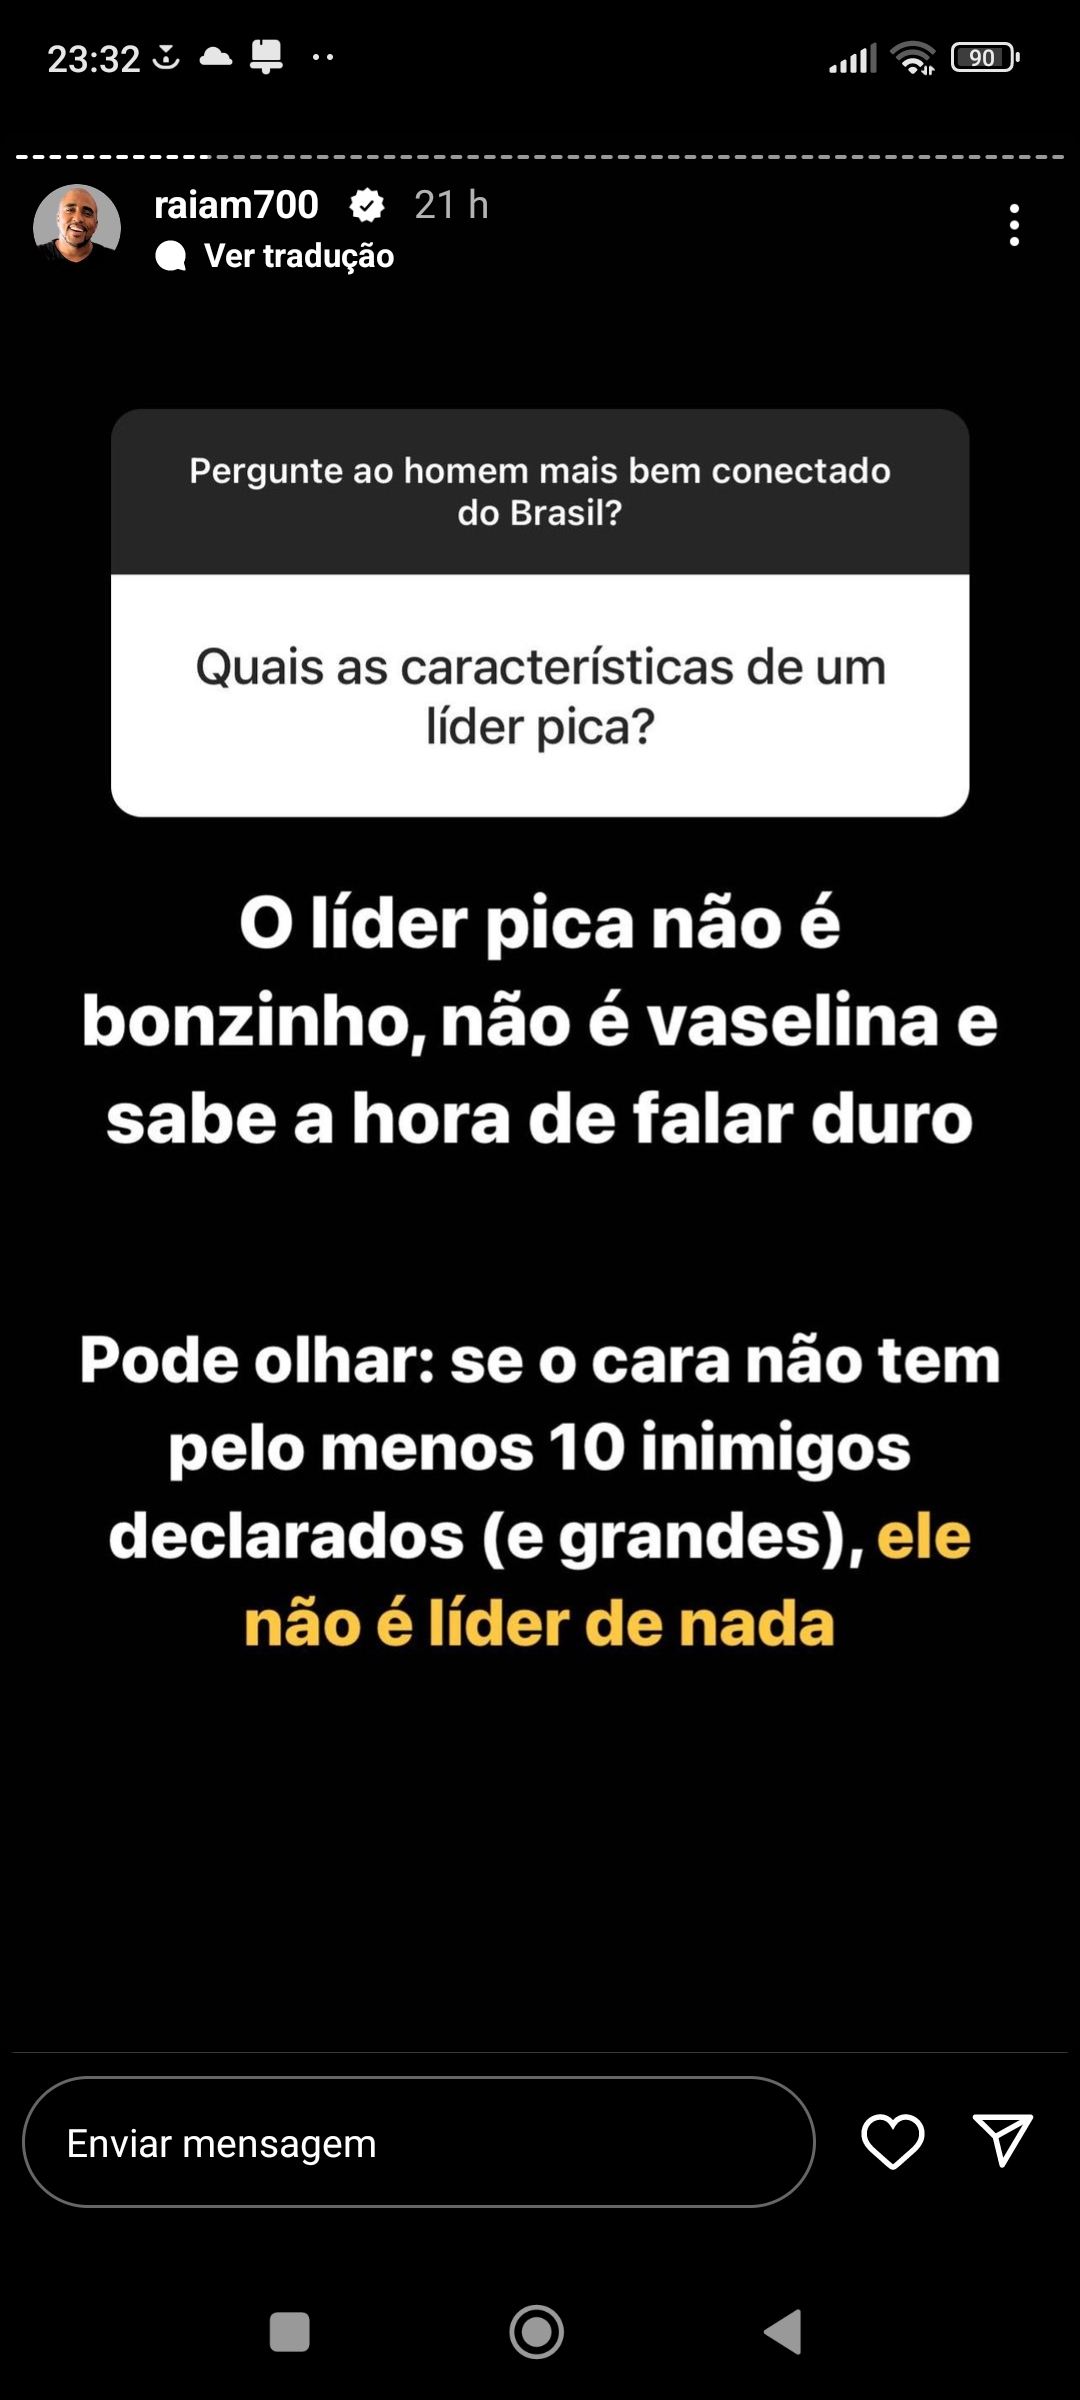 23:32
90
raiam700 21 h
Ver tradução
Pergunte ao homem mais bem conectado
do Brasil?
Quais as características de um
líder pica?
O líder pica não é
bonzinho, não é vaselina e
sabe a hora de falar duro
Pode olhar: se o cara não tem
pelo menos 10 inimigos
declarados (e grandes), ele
não é líder de nada
Enviar mensagem